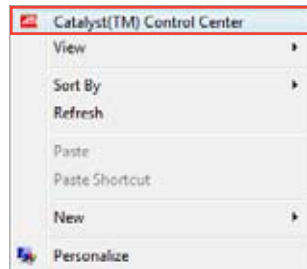 Catalyst(TM) Control Center
View
Sort By
Refresh
Paste
Paste Shortcut
New
Personalize